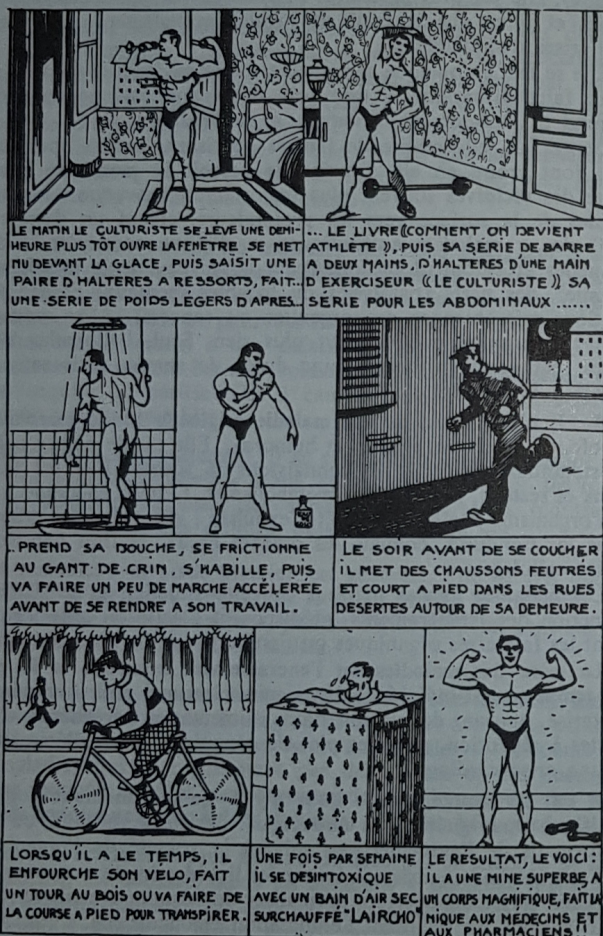 LE MATIN LE CULTURISTE SE LÈVE UNE DEMI-
HEURE PLUS TÔT OUVRE LA FENÊTRE SE MET
NU DEVANT LA GLACE, PUIS SAISIT UNE
PAIRE D'HALTÈRES A RESSORTS, FAIT...
UNE SÉRIE DE POIDS LÉGERS D'APRES...
... LE LIVRE «COMMENT ON DEVIENT
ATHLÈTE», PUIS SA SÉRIE DE BARRE
A DEUX MAINS, D'HALTERES D'UNE MAIN
D'EXERCISEUR «LE CULTURISTE» SA
SÉRIE POUR LES ABDOMINAUX ......
..PREND SA DOUCHE, SE FRICTIONNE
AU GANT DE CRIN, S'HABILLE, PUIS
VA FAIRE UN PEU DE MARCHE ACCÉLERÉE
AVANT DE SE RENDRE A SON TRAVAIL.
LE SOIR AVANT DE SE COUCHER
IL MET DES CHAUSSONS FEUTRÉS
ET COURT A PIED DANS LES RUES
DESERTES AUTOUR DE SA DEMEURE.
LORSQU'IL A LE TEMPS, IL
ENFOURCHE SON VELO, FAIT
UN TOUR AU BOIS OU VA FAIRE DE
LA COURSE A PIED POUR TRANSPIRER.
UNE FOIS PAR SEMAINE
IL SE DÉSINTOXIQUE
AVEC UN BAIN D'AIR SEC
SURCHAUFFÉ "LAIRCHO"
LE RÉSULTAT, LE VOICI:
IL A UNE MINE SUPERBE, A
UN CORPS MAGNIFIQUE, FAIT LA
NIQUE AUX MÉDECINS ET
AUX PHARMACIENS!!